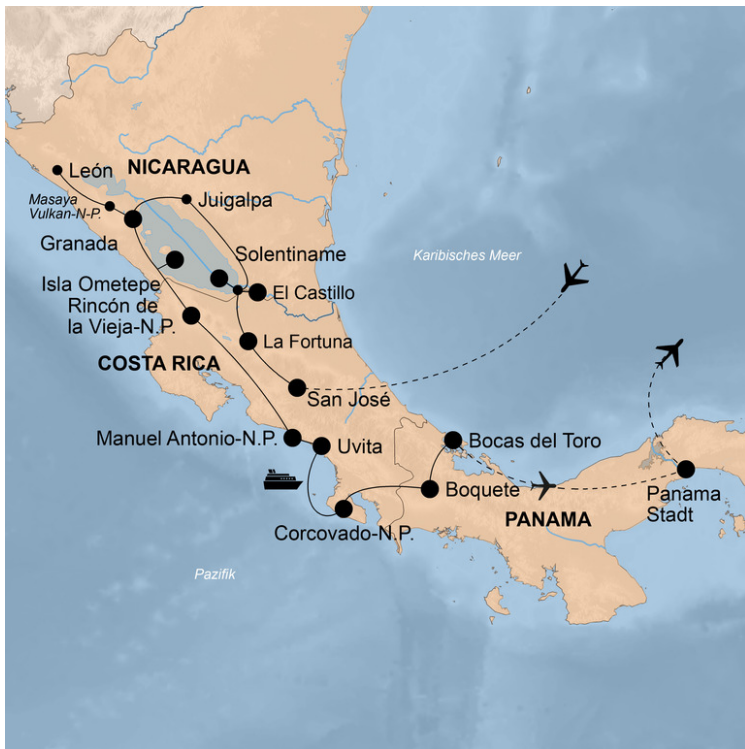 NICARAGUA
León
Juigalpa
Masaya
Vulkan-N-P.
Granada
Solentiname
Karibisches Meer
Isla Ometepe
El Castillo
Rincón de
la Vieja-N.P.
La Fortuna
COSTA RICA
San José
Manuel Antonio-N.P.
Uvita
Bocas del Toro
Boquete
Panama
Stadt
PANAMA
Corcovado-N.P.
Pazifik